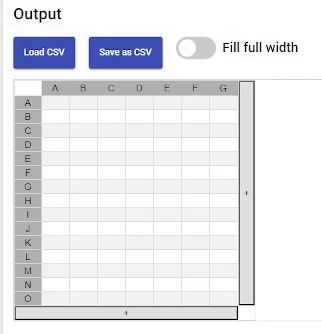 Output
Load CSV Save as CSV Fill full width
A B C D E F G
A
B
C
D
E
F
G
H
I
J
K
L
M
N
O
+
+